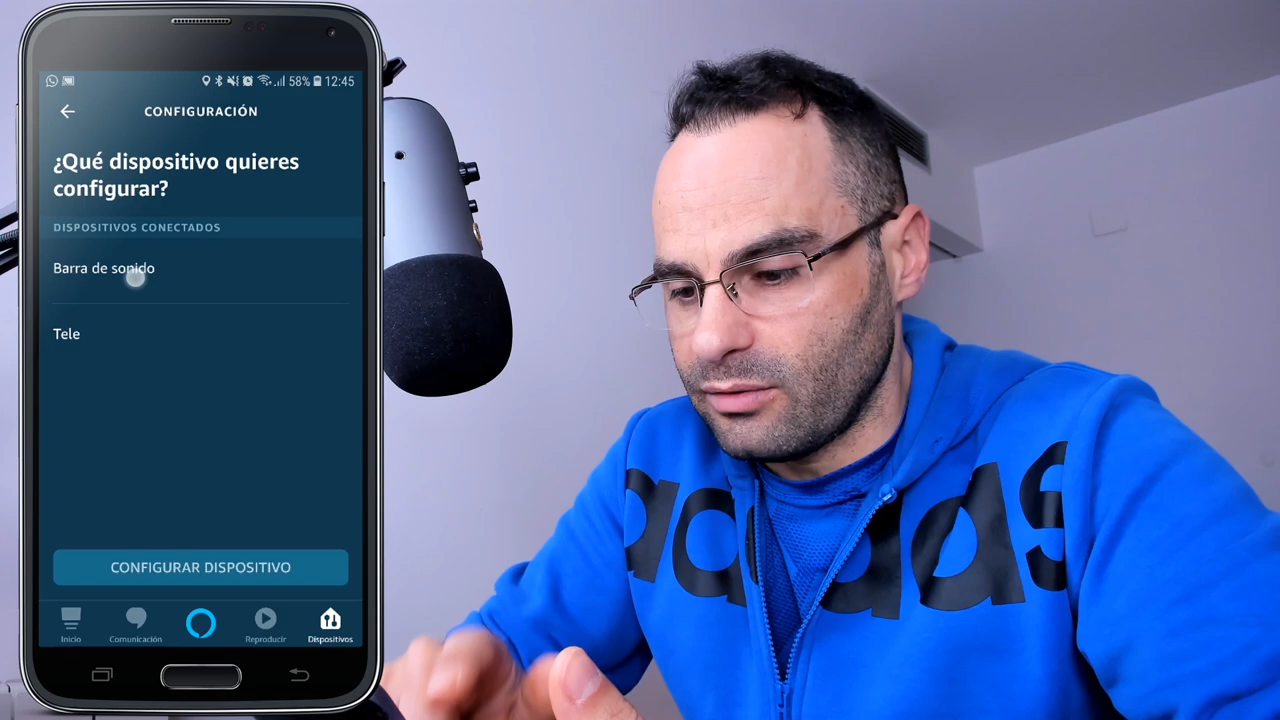 58% 12:45
CONFIGURACIÓN
¿Qué dispositivo quieres
configurar?
DISPOSITIVOS CONECTADOS
Barra de sonido
Tele
CONFIGURAR DISPOSITIVO
Inicio
Comunicación
Reproducir
Dispositivos
adidas